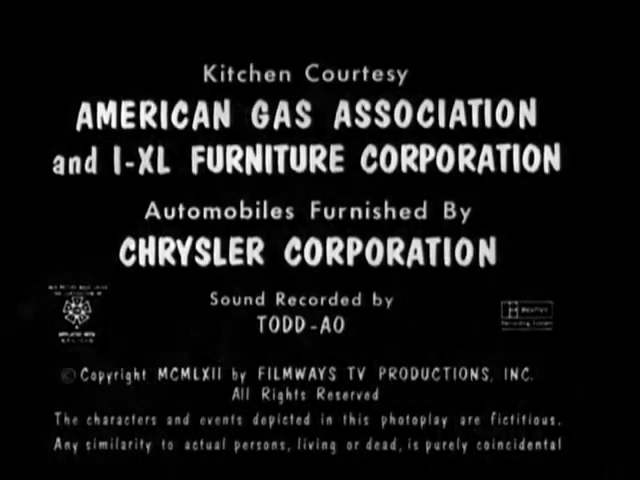 Kitchen Courtesy
AMERICAN GAS ASSOCIATION
and I-XL FURNITURE CORPORATION
Automobiles Furnished By
CHRYSLER CORPORATION
Sound Recorded by
TODD-AO
© Copyright MCMLXII by FILMWAYS TV PRODUCTIONS, INC.
All Rights Reserved
The characters and events depicted in this photoplay are fictitious.
Any similarity to actual persons, living or dead, is purely coincidental